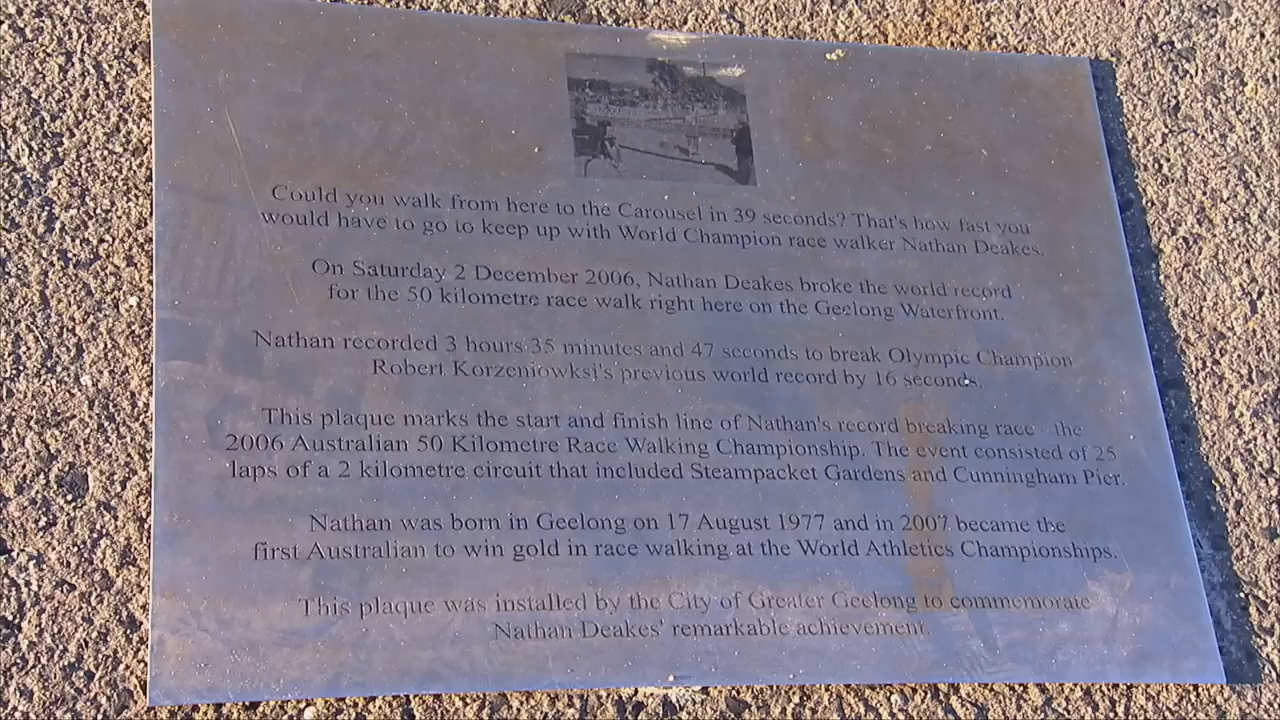 Could you walk from here to the Carousel in 39 seconds? That's how fast you
would have to go to keep up with World Champion race walker Nathan Deakes.
On Saturday 2 December 2006, Nathan Deakes broke the world record
for the 50 kilometre race walk right here on the Geelong Waterfront.
Nathan recorded 3 hours 35 minutes and 47 seconds to break Olympic Champion
Robert Korzeniowksi's previous world record by 16 seconds.
This plaque marks the start and finish line of Nathan's record breaking race - the
2006 Australian 50 Kilometre Race Walking Championship. The event consisted of 25
laps of a 2 kilometre circuit that included Steampacket Gardens and Cunningham Pier.
Nathan was born in Geelong on 17 August 1977 and in 2007 became the
first Australian to win gold in race walking at the World Athletics Championships.
This plaque was installed by the City of Greater Geelong to commemorate
Nathan Deakes' remarkable achievement.